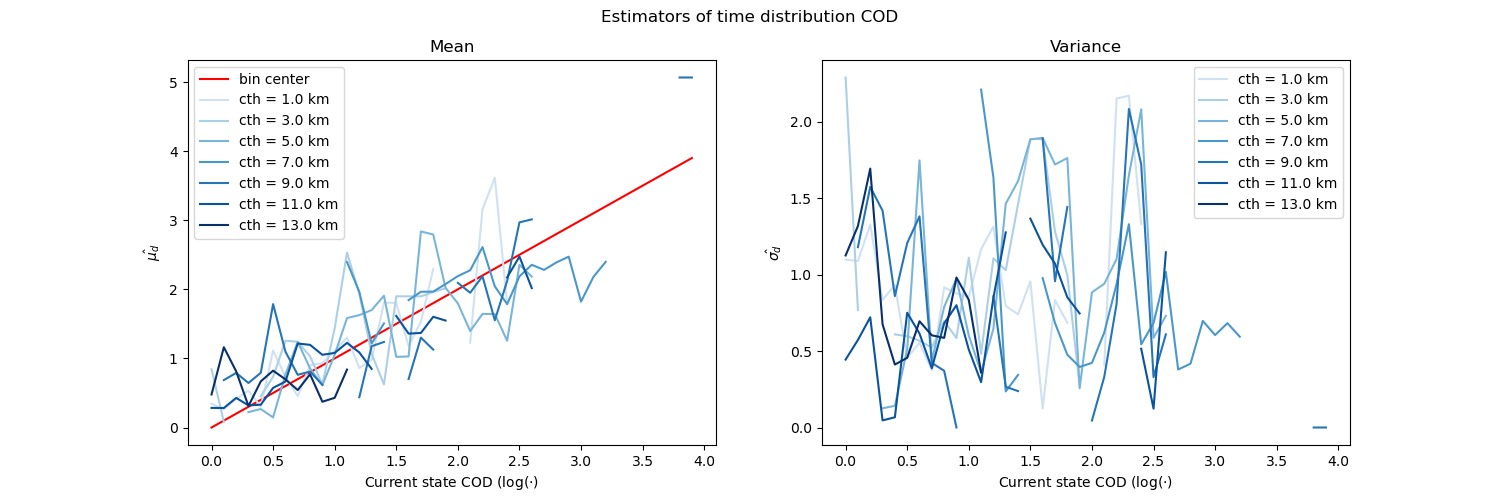 Estimators of time distribution COD
Mean
bin center
cth = 1.0 km
cth = 3.0 km
cth = 5.0 km
cth = 7.0 km
cth = 9.0 km
cth = 11.0 km
cth = 13.0 km
5
4
3
2
1
0
μ̂_d
0.0 0.5 1.0 1.5 2.0 2.5 3.0 3.5 4.0
Current state COD (log(·)
Variance
cth = 1.0 km
cth = 3.0 km
cth = 5.0 km
cth = 7.0 km
cth = 9.0 km
cth = 11.0 km
cth = 13.0 km
2.0
1.5
1.0
0.5
0.0
σ̂_d
0.0 0.5 1.0 1.5 2.0 2.5 3.0 3.5 4.0
Current state COD (log(·)